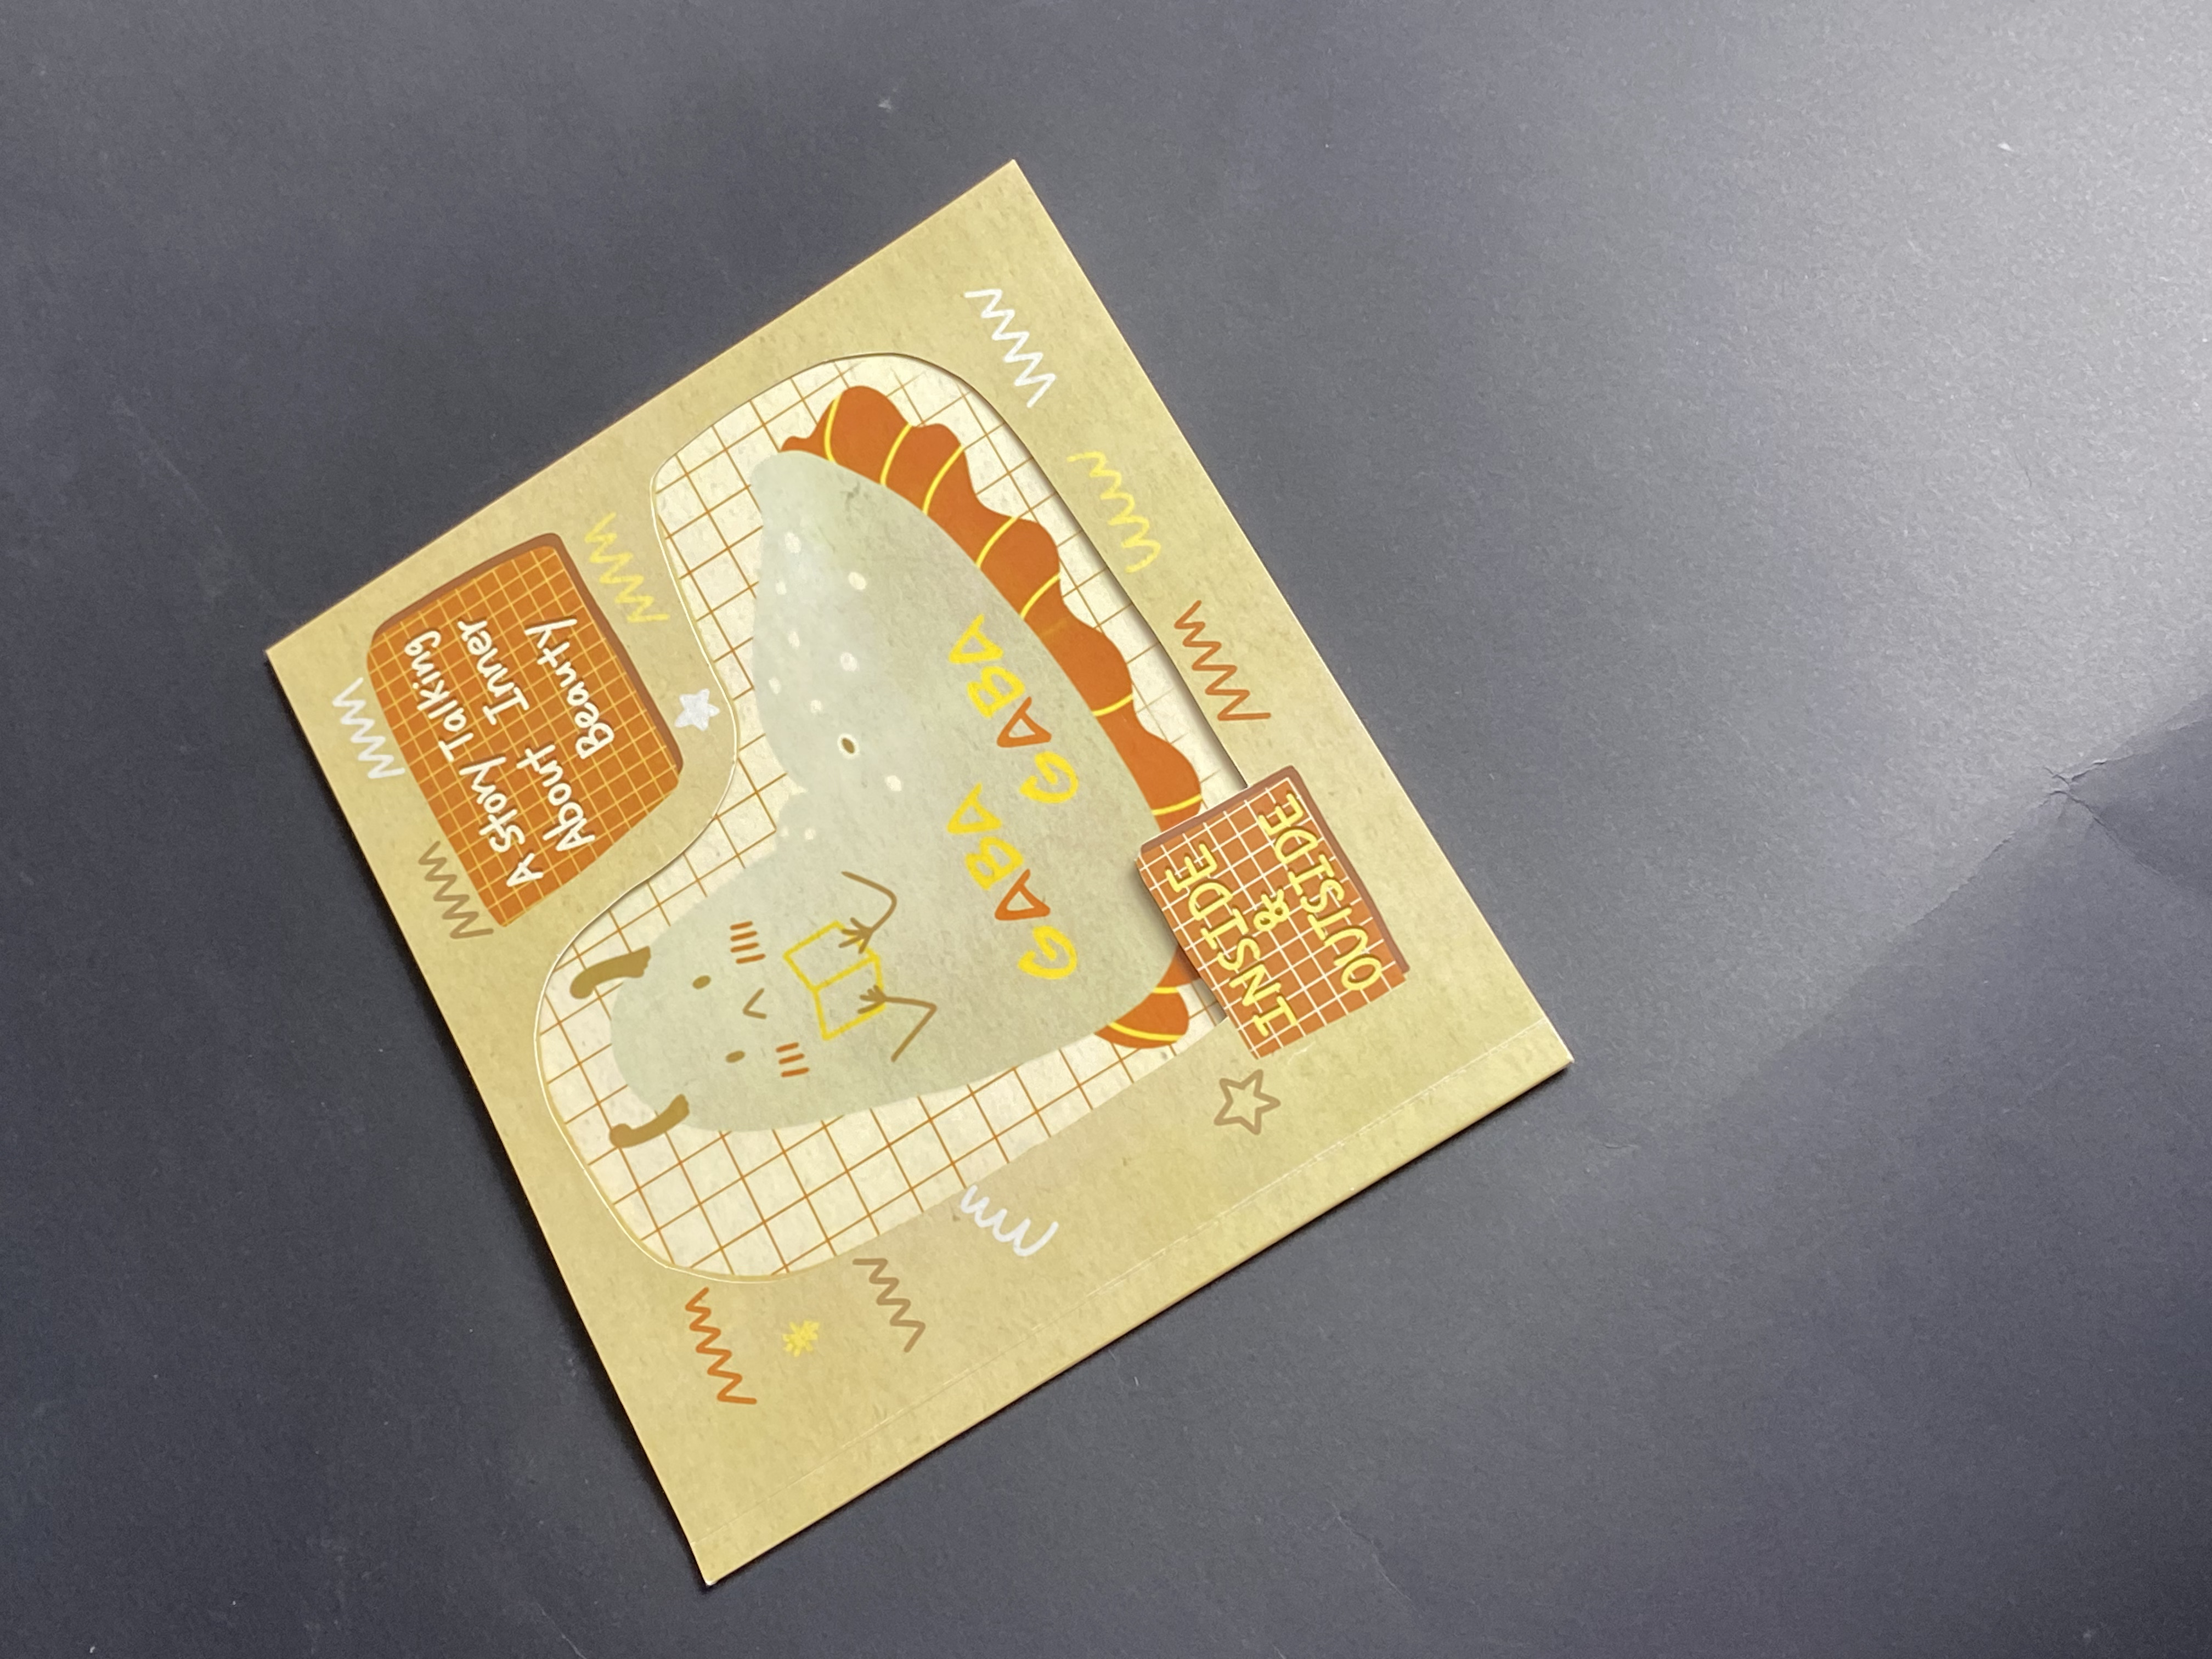 A Story Talking
About Inner
Beauty
GABA
GABA
INSIDE
&
OUTSIDE